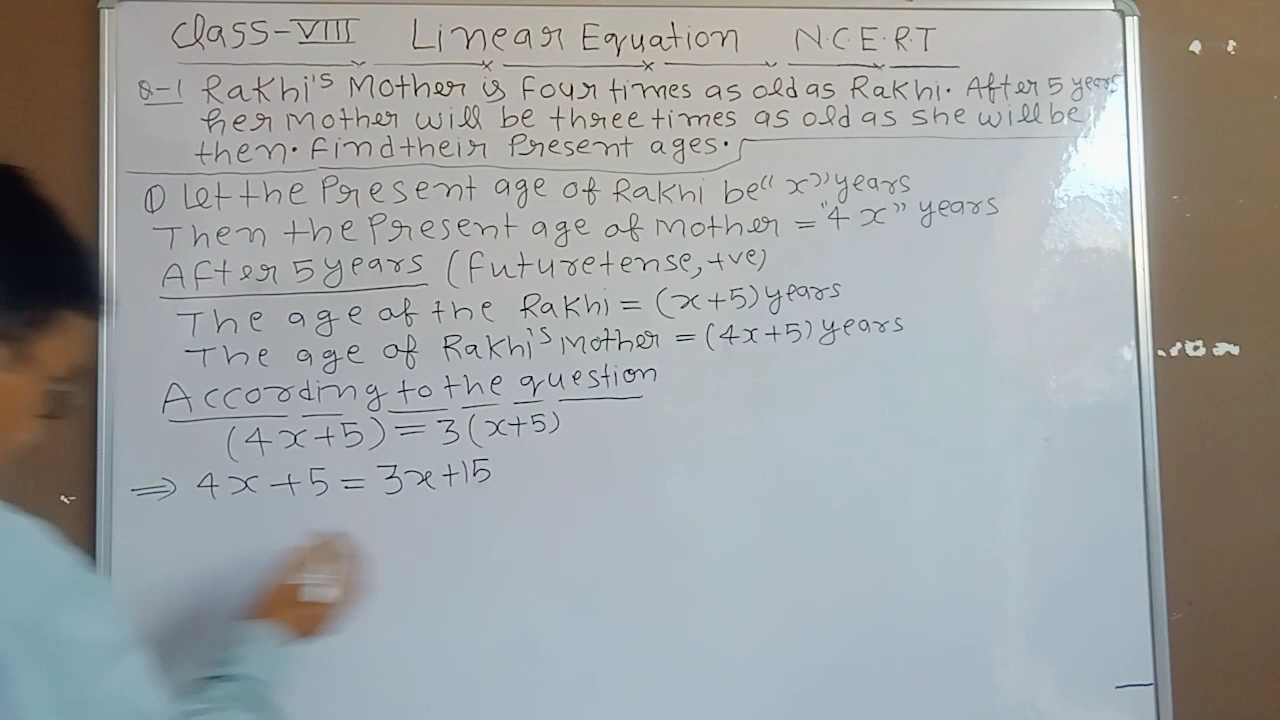 Class-VIII Linear Equation N.C.E.R.T
Q-1 Rakhi's Mother is Four times as old as Rakhi. After 5 years
her Mother will be three times as old as she will be
then. Find their Present ages.
① Let the Present age of Rakhi be "x" years
Then the Present age of Mother = "4x" years
After 5 years (future tense, +ve)
The age of the Rakhi = (x+5) years
The age of Rakhi's Mother = (4x+5) years
According to the question
(4x+5) = 3(x+5)
⇒ 4x+5 = 3x+15